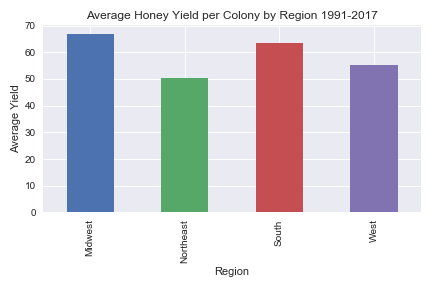 Average Honey Yield per Colony by Region 1991-2017
Average Yield
70
60
50
40
30
20
10
0
Midwest
Northeast
South
West
Region